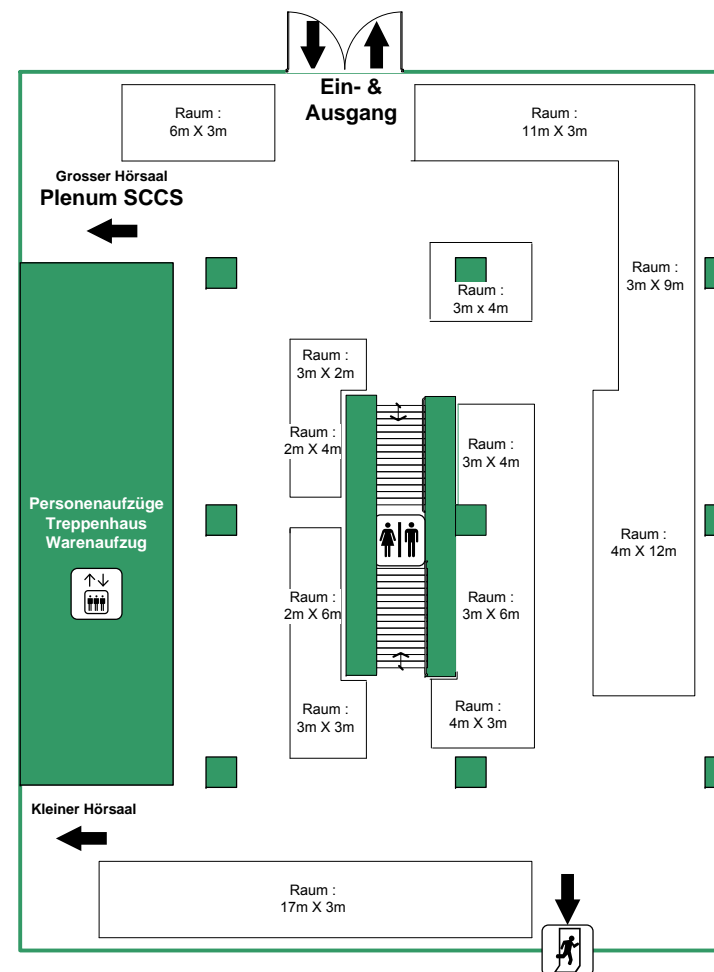 Ein- &
Ausgang
Raum :
6m X 3m
Raum :
11m X 3m
Grosser Hörsaal
Plenum SCCS
Raum :
3m x 4m
Raum :
3m X 9m
Raum :
3m X 2m
Raum :
2m X 4m
Raum :
3m X 4m
Personenaufzüge
Treppenhaus
Warenaufzug
Raum :
4m X 12m
Raum :
2m X 6m
Raum :
3m X 6m
Raum :
3m X 3m
Raum :
4m X 3m
Kleiner Hörsaal
Raum :
17m X 3m